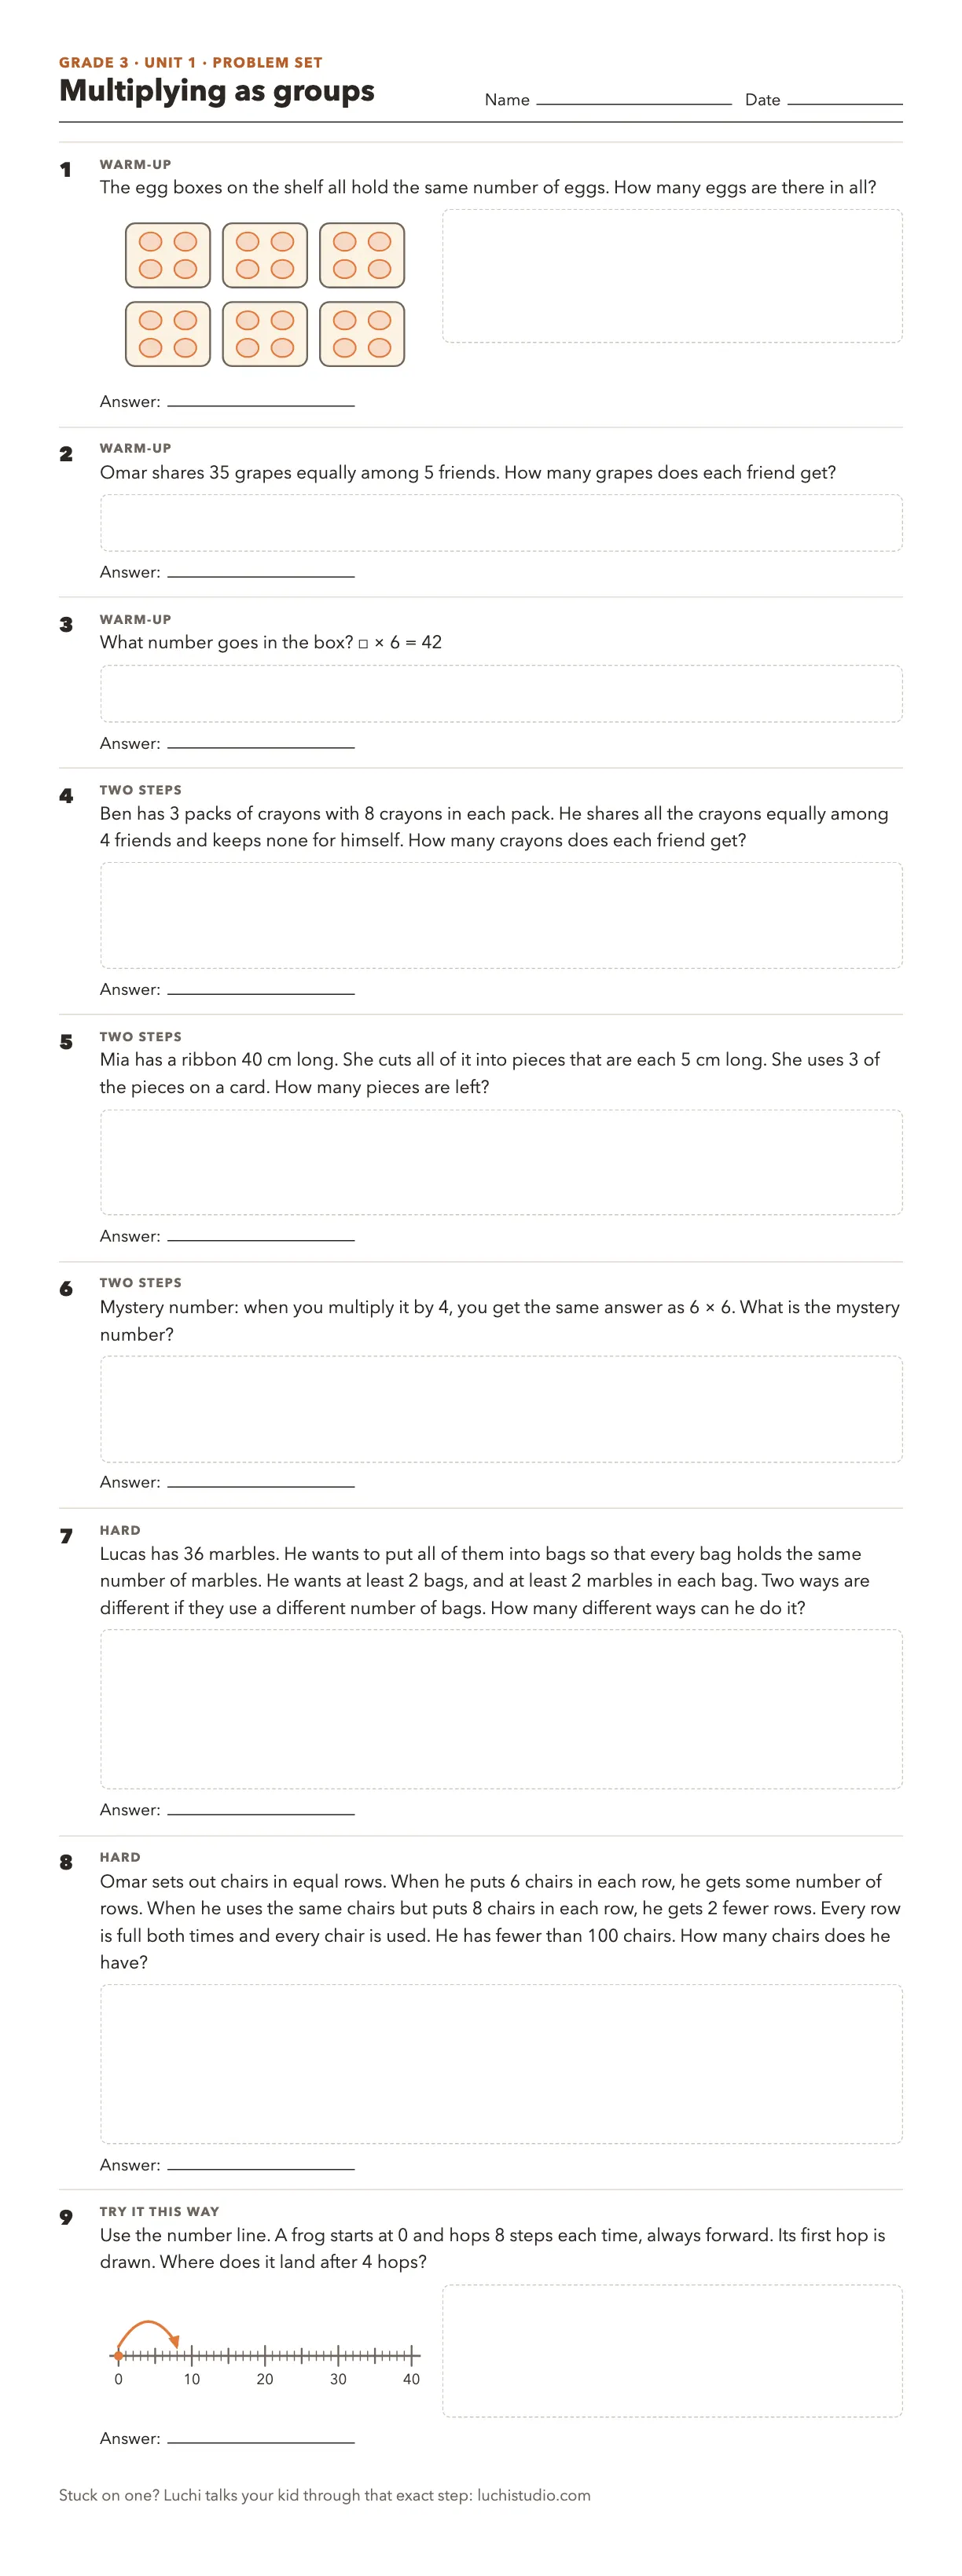 GRADE 3 · UNIT 1 · PROBLEM SET
Multiplying as groups
Name Date
1
WARM-UP
The egg boxes on the shelf all hold the same number of eggs. How many eggs are there in all?
Answer:
2
WARM-UP
Omar shares 35 grapes equally among 5 friends. How many grapes does each friend get?
Answer:
3
WARM-UP
What number goes in the box? □ × 6 = 42
Answer:
4
TWO STEPS
Ben has 3 packs of crayons with 8 crayons in each pack. He shares all the crayons equally among
4 friends and keeps none for himself. How many crayons does each friend get?
Answer:
5
TWO STEPS
Mia has a ribbon 40 cm long. She cuts all of it into pieces that are each 5 cm long. She uses 3 of
the pieces on a card. How many pieces are left?
Answer:
6
TWO STEPS
Mystery number: when you multiply it by 4, you get the same answer as 6 × 6. What is the mystery
number?
Answer:
7
HARD
Lucas has 36 marbles. He wants to put all of them into bags so that every bag holds the same
number of marbles. He wants at least 2 bags, and at least 2 marbles in each bag. Two ways are
different if they use a different number of bags. How many different ways can he do it?
Answer:
8
HARD
Omar sets out chairs in equal rows. When he puts 6 chairs in each row, he gets some number of
rows. When he uses the same chairs but puts 8 chairs in each row, he gets 2 fewer rows. Every row
is full both times and every chair is used. He has fewer than 100 chairs. How many chairs does he
have?
Answer:
9
TRY IT THIS WAY
Use the number line. A frog starts at 0 and hops 8 steps each time, always forward. Its first hop is
drawn. Where does it land after 4 hops?
0 10 20 30 40
Answer:
Stuck on one? Luchi talks your kid through that exact step: luchistudio.com